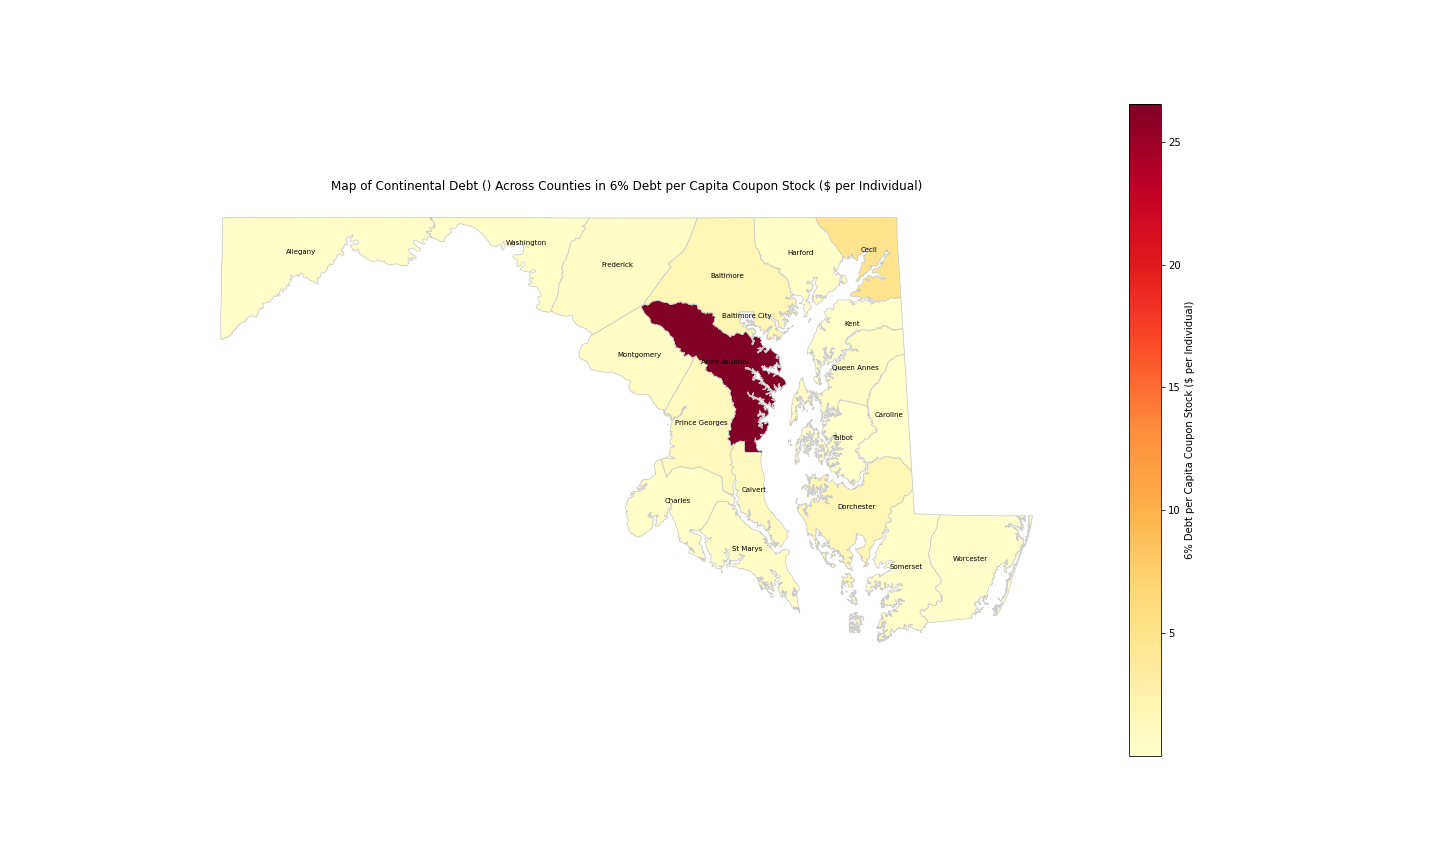 Map of Continental Debt () Across Counties in 6% Debt per Capita Coupon Stock ($ per Individual)
Allegany
Washington
Frederick
Baltimore
Harford
Cecil
Baltimore City
Kent
Montgomery
Anne Arundel
Queen Annes
Prince Georges
Caroline
Talbot
Calvert
Charles
Dorchester
St Marys
Somerset
Worcester
25
20
15
10
5
6% Debt per Capita Coupon Stock ($ per Individual)